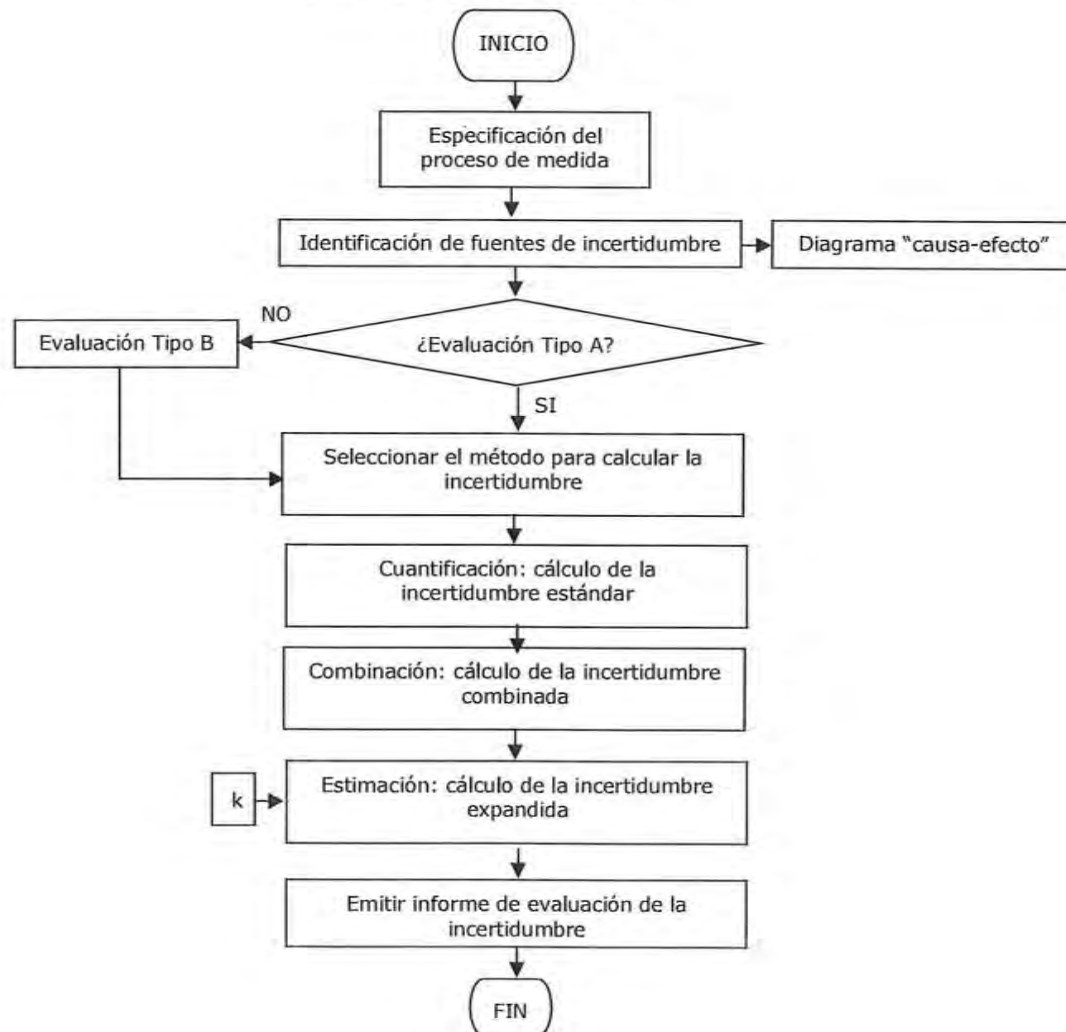 INICIO
Especificación del
proceso de medida
Identificación de fuentes de incertidumbre
Diagrama “causa-efecto”
NO
Evaluación Tipo B
¿Evaluación Tipo A?
SI
Seleccionar el método para calcular la
incertidumbre
Cuantificación: cálculo de la
incertidumbre estándar
Combinación: cálculo de la incertidumbre
combinada
k
Estimación: cálculo de la incertidumbre
expandida
Emitir informe de evaluación de la
incertidumbre
FIN